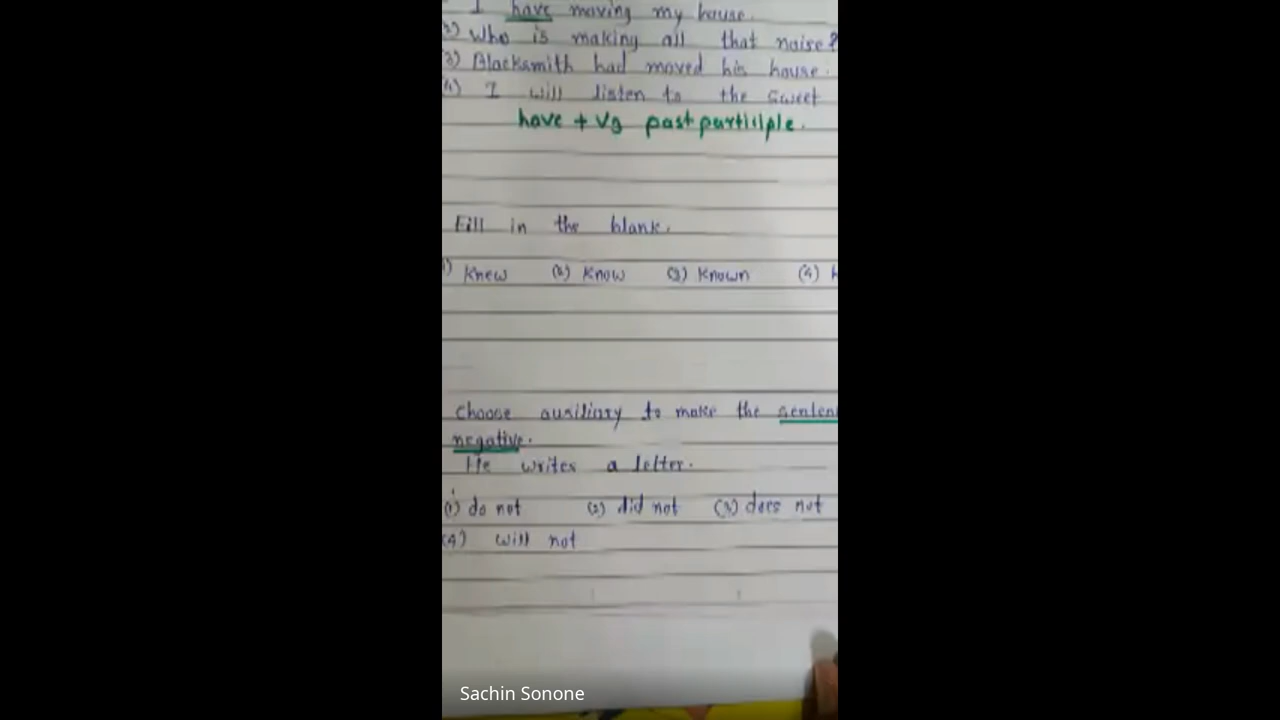 I have moving my house.
2) Who is making all that noise?
3) Blacksmith had moved his house.
(4) I will listen to the sweet
have + V3 past participle.
Fill in the blank.
1) Knew (2) Know (3) Known (4)
Choose auxiliary to make the senten
negative.
He writes a letter.
(1) do not (2) did not (3) does not
(4) will not
Sachin Sonone